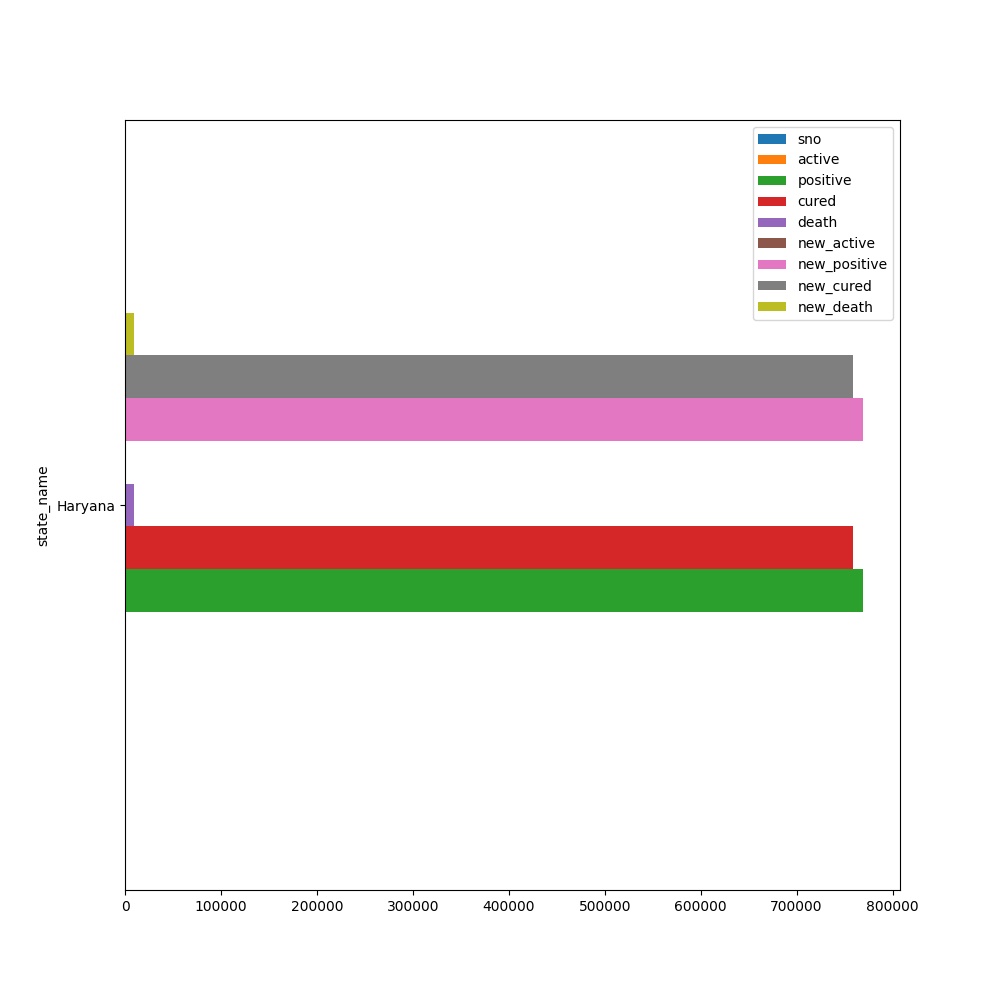 sno
active
positive
cured
death
new_active
new_positive
new_cured
new_death
state_name
Haryana
0 100000 200000 300000 400000 500000 600000 700000 800000